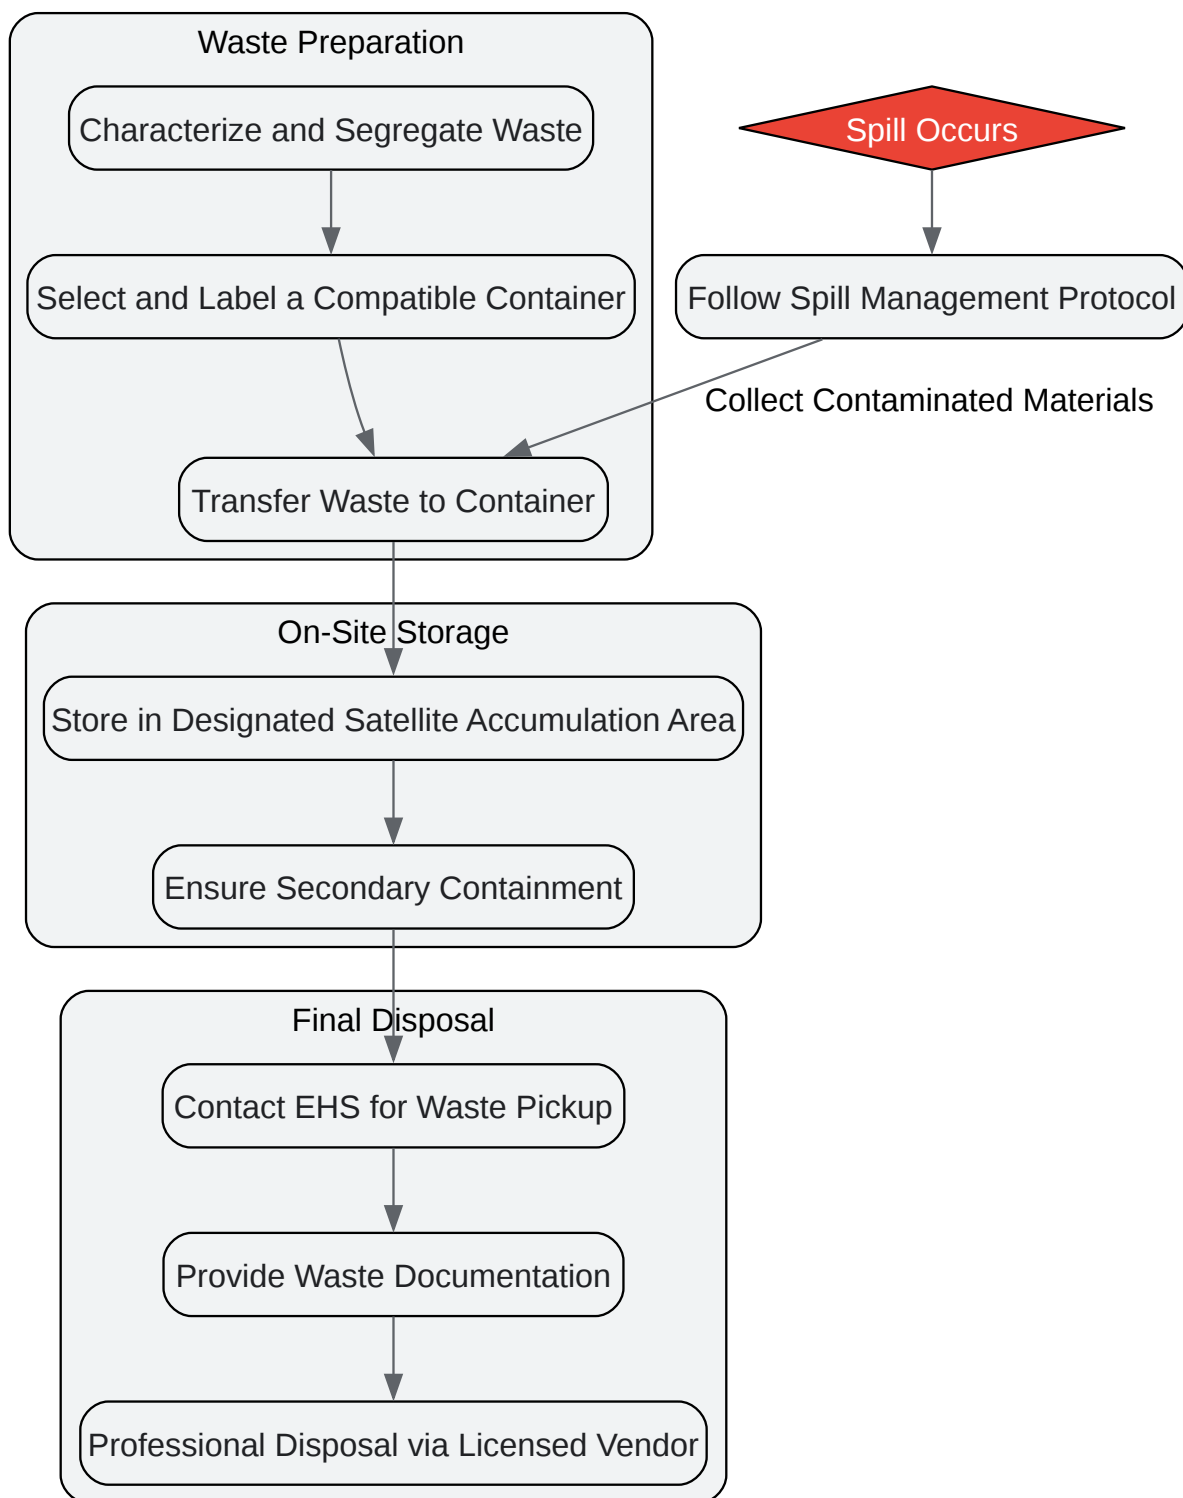 Waste Preparation
Characterize and Segregate Waste
Spill Occurs
Select and Label a Compatible Container
Follow Spill Management Protocol
Collect Contaminated Materials
Transfer Waste to Container
On-Site Storage
Store in Designated Satellite Accumulation Area
Ensure Secondary Containment
Final Disposal
Contact EHS for Waste Pickup
Provide Waste Documentation
Professional Disposal via Licensed Vendor